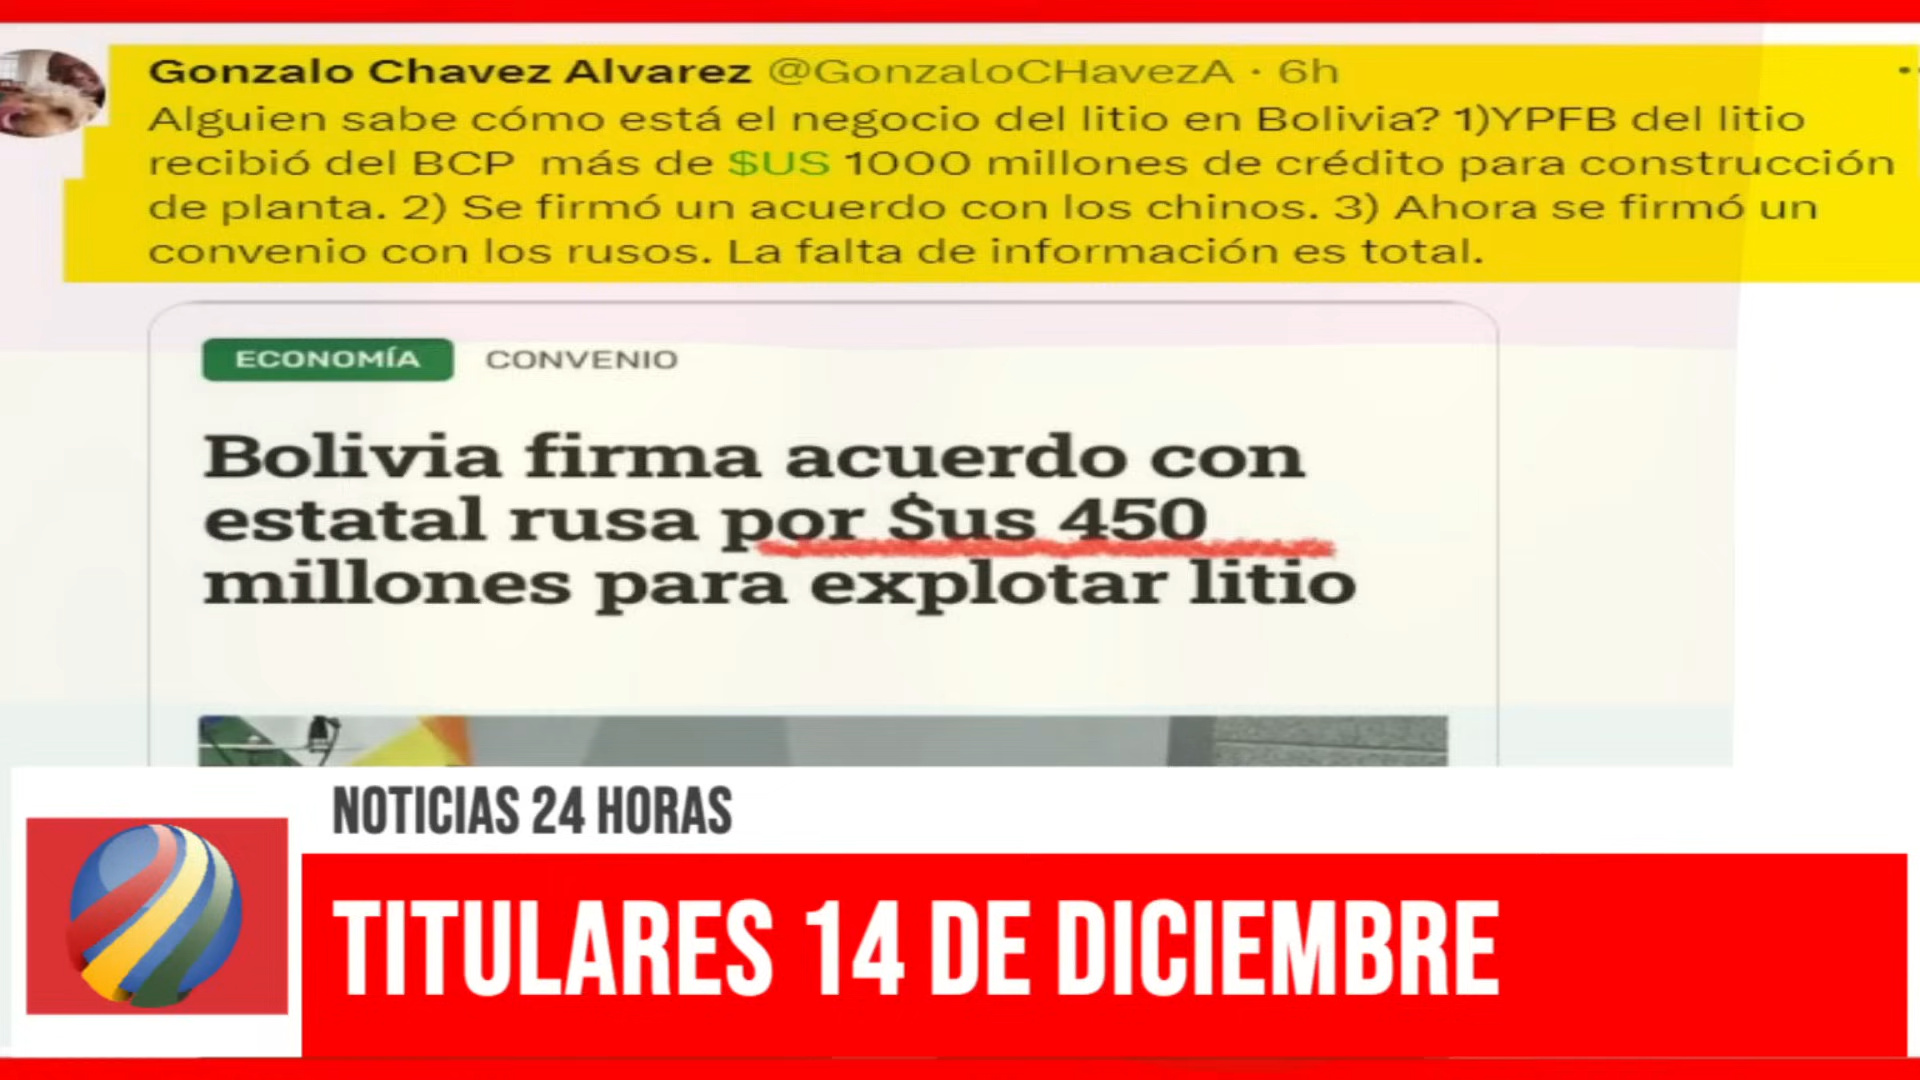 Gonzalo Chavez Alvarez @GonzaloCHavezA · 6h
Alguien sabe cómo está el negocio del litio en Bolivia? 1)YPFB del litio
recibió del BCP más de $US 1000 millones de crédito para construcción
de planta. 2) Se firmó un acuerdo con los chinos. 3) Ahora se firmó un
convenio con los rusos. La falta de información es total.
ECONOMÍA CONVENIO
Bolivia firma acuerdo con
estatal rusa por $us 450
millones para explotar litio
NOTICIAS 24 HORAS
TITULARES 14 DE DICIEMBRE